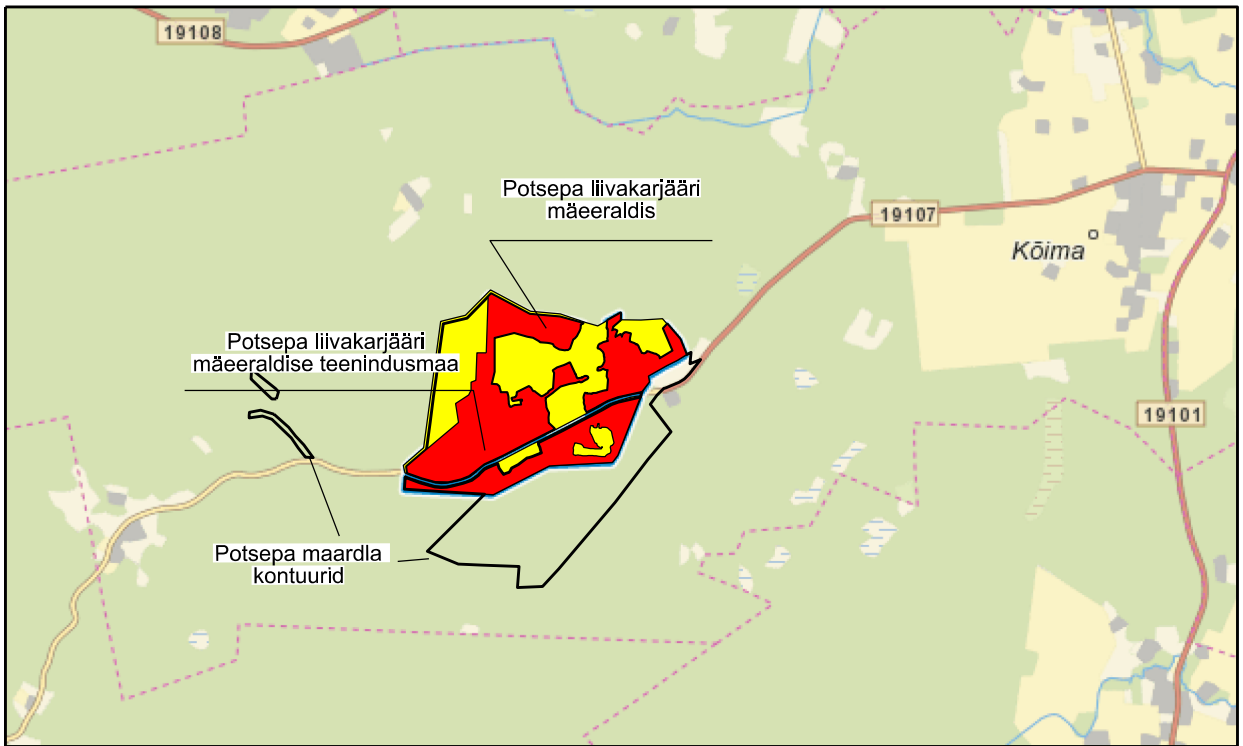 19108
Potsepa liivakarjääri
mäeeraldis
19107
Kõima
Potsepa liivakarjääri
mäeeraldise teenindusmaa
19101
Potsepa maardla
kontuurid